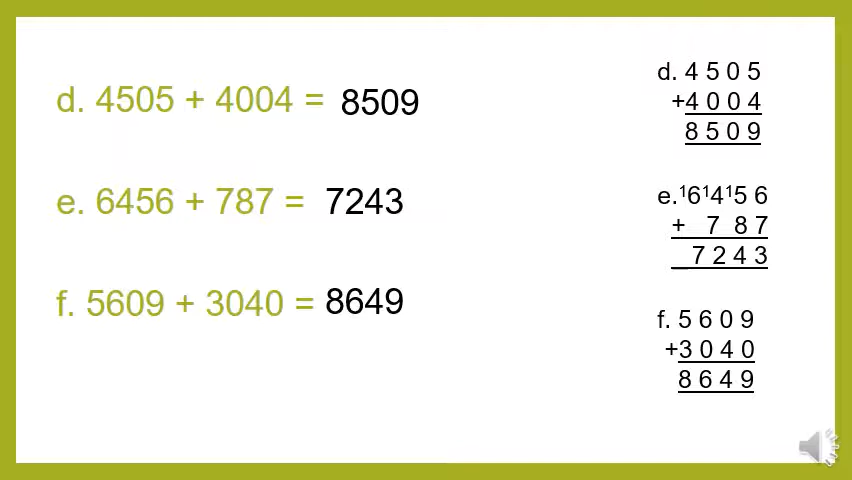 d. 4505 + 4004 = 8509
e. 6456 + 787 = 7243
f. 5609 + 3040 = 8649
d. 4 5 0 5
+4 0 0 4
8 5 0 9
e.¹6¹4¹5 6
+ 7 8 7
_7 2 4 3
f. 5 6 0 9
+3 0 4 0
8 6 4 9